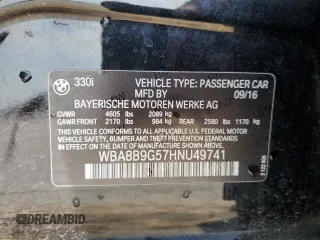 330i
VEHICLE TYPE: PASSENGER CAR
MFD. BY: 09/16
BAYERISCHE MOTOREN WERKE AG
GVWR 4605 lbs 2089 kg
GAWR FRONT 2170 lbs 984 kg REAR 2580 lbs 1170 kg
THIS VEHICLE CONFORMS TO ALL APPLICABLE FEDERAL MOTOR
VEHICLE SAFETY, BUMPER, AND THEFT PREVENTION STANDARDS
IN EFFECT ON THE DATE OF MANUFACTURE SHOWN ABOVE.
WBA8B9G57HNU49741
AUTOBIDMASTER